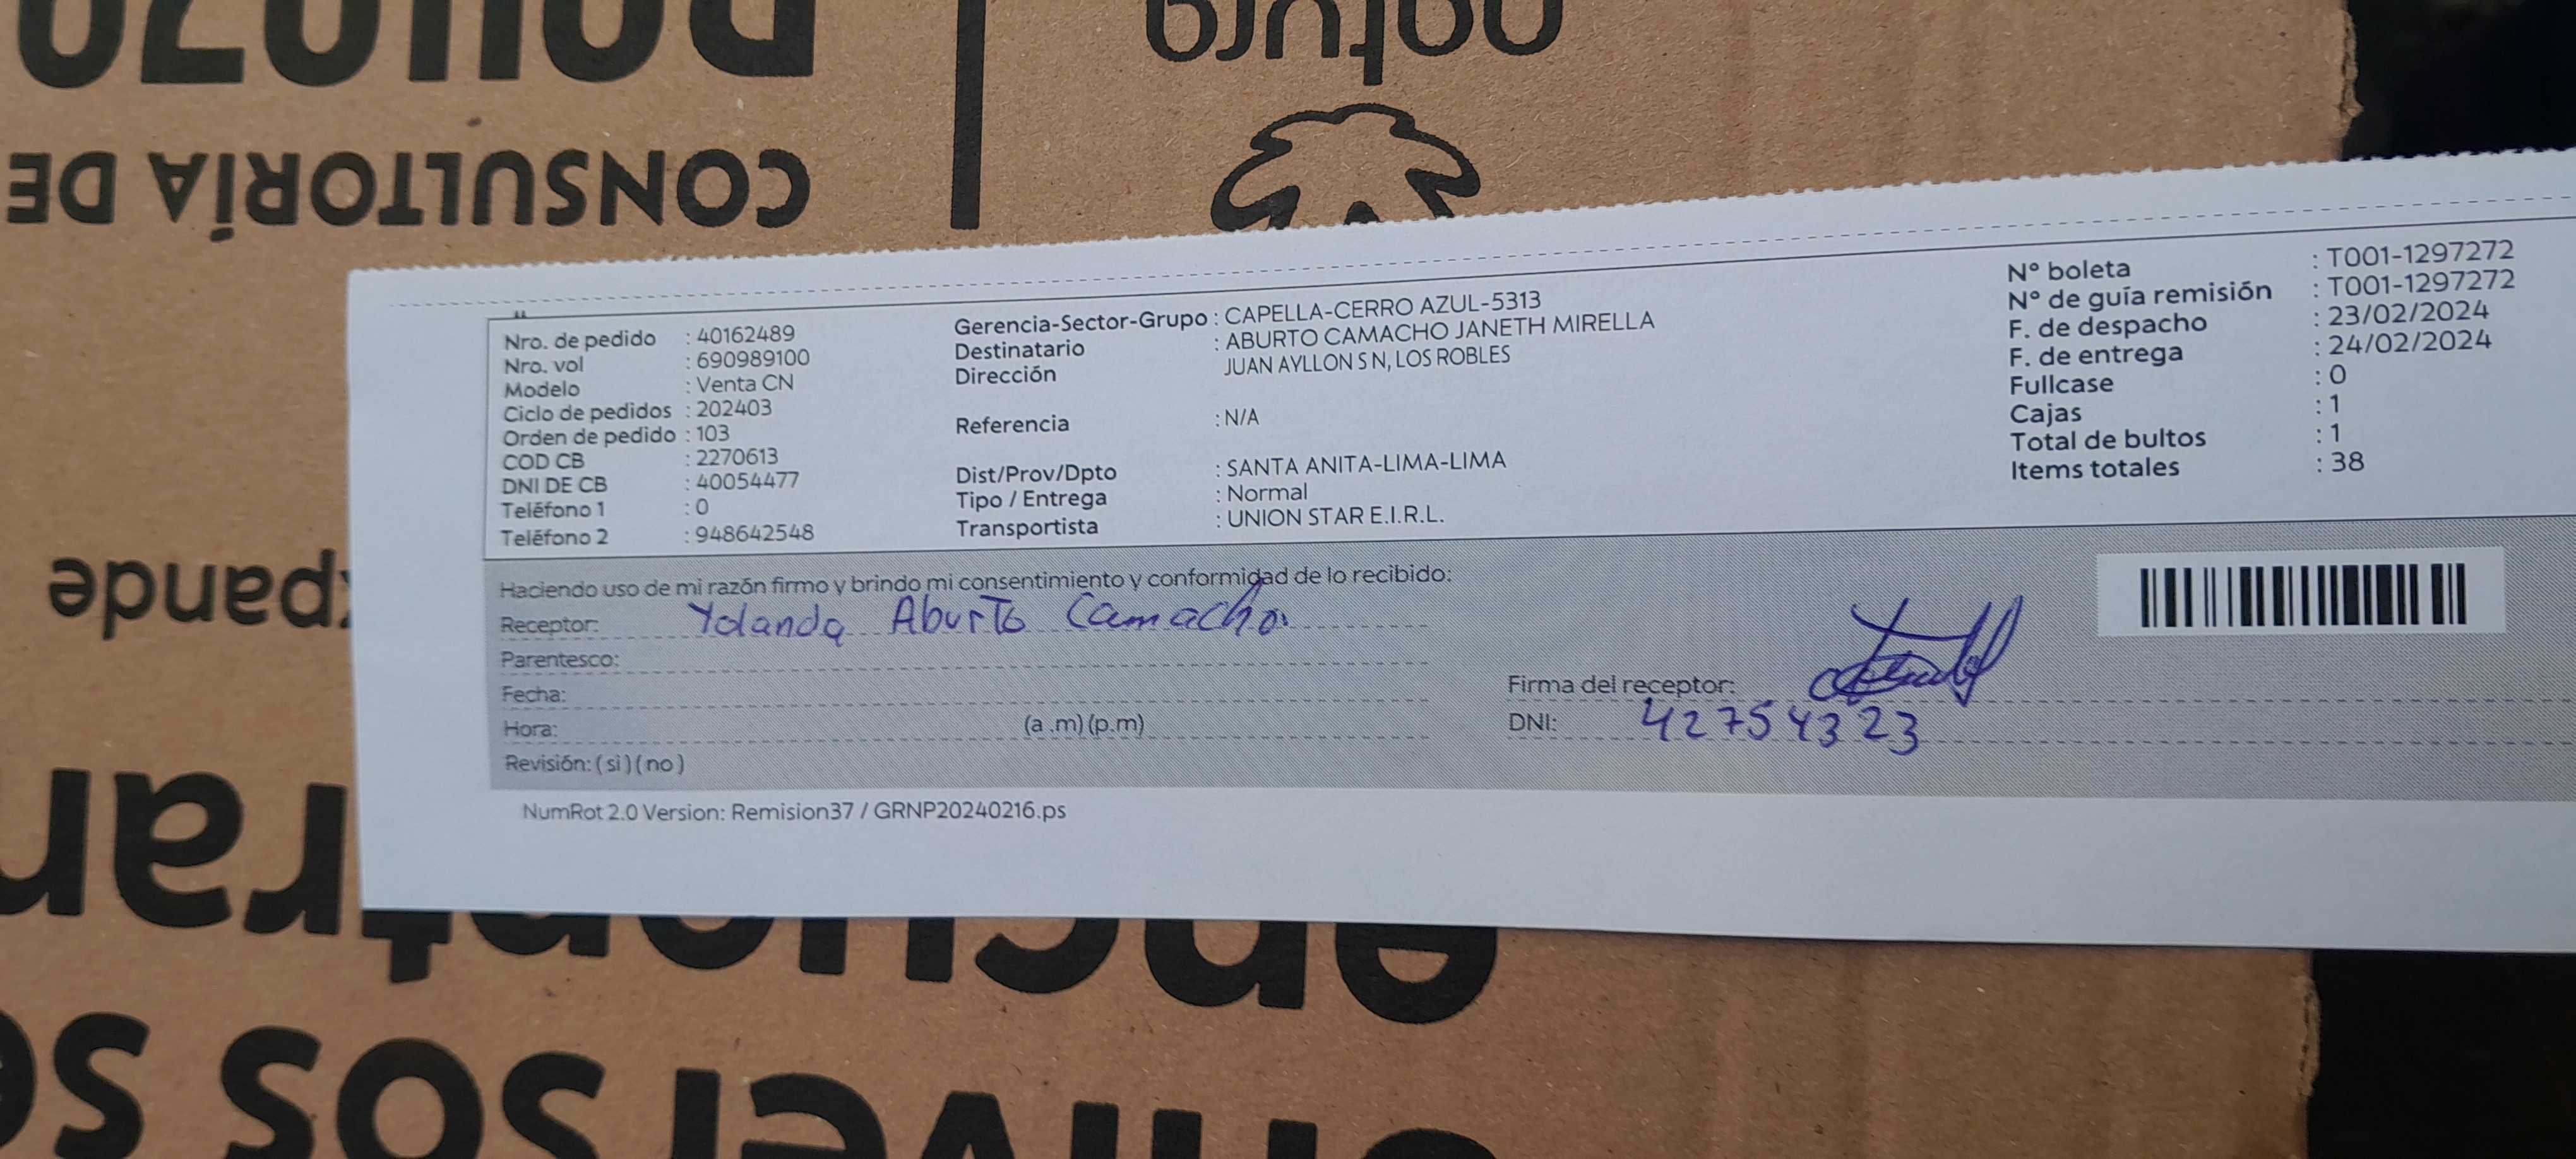 natura
CONSULTORÍA DE
Nro. de pedido : 40162489
Nro. vol : 690989100
Modelo : Venta CN
Ciclo de pedidos : 202403
Orden de pedido : 103
COD CB : 2270613
DNI DE CB : 40054477
Teléfono 1 : 0
Teléfono 2 : 948642548
Gerencia-Sector-Grupo : CAPELLA-CERRO AZUL-5313
Destinatario : ABURTO CAMACHO JANETH MIRELLA
Dirección JUAN AYLLON S N, LOS ROBLES
Referencia : N/A
Dist/Prov/Dpto : SANTA ANITA-LIMA-LIMA
Tipo / Entrega : Normal
Transportista : UNION STAR E.I.R.L.
N° boleta : T001-1297272
N° de guía remisión : T001-1297272
F. de despacho : 23/02/2024
F. de entrega : 24/02/2024
Fullcase : 0
Cajas : 1
Total de bultos : 1
Items totales : 38
Haciendo uso de mi razón firmo y brindo mi consentimiento y conformidad de lo recibido:
Receptor: Yolanda Aburto Camacho
Parentesco:
Fecha:
Hora: (a .m) (p.m)
Revisión: ( sì ) ( no )
Firma del receptor:
DNI: 42754323
NumRot 2.0 Version: Remision37 / GRNP20240216.ps